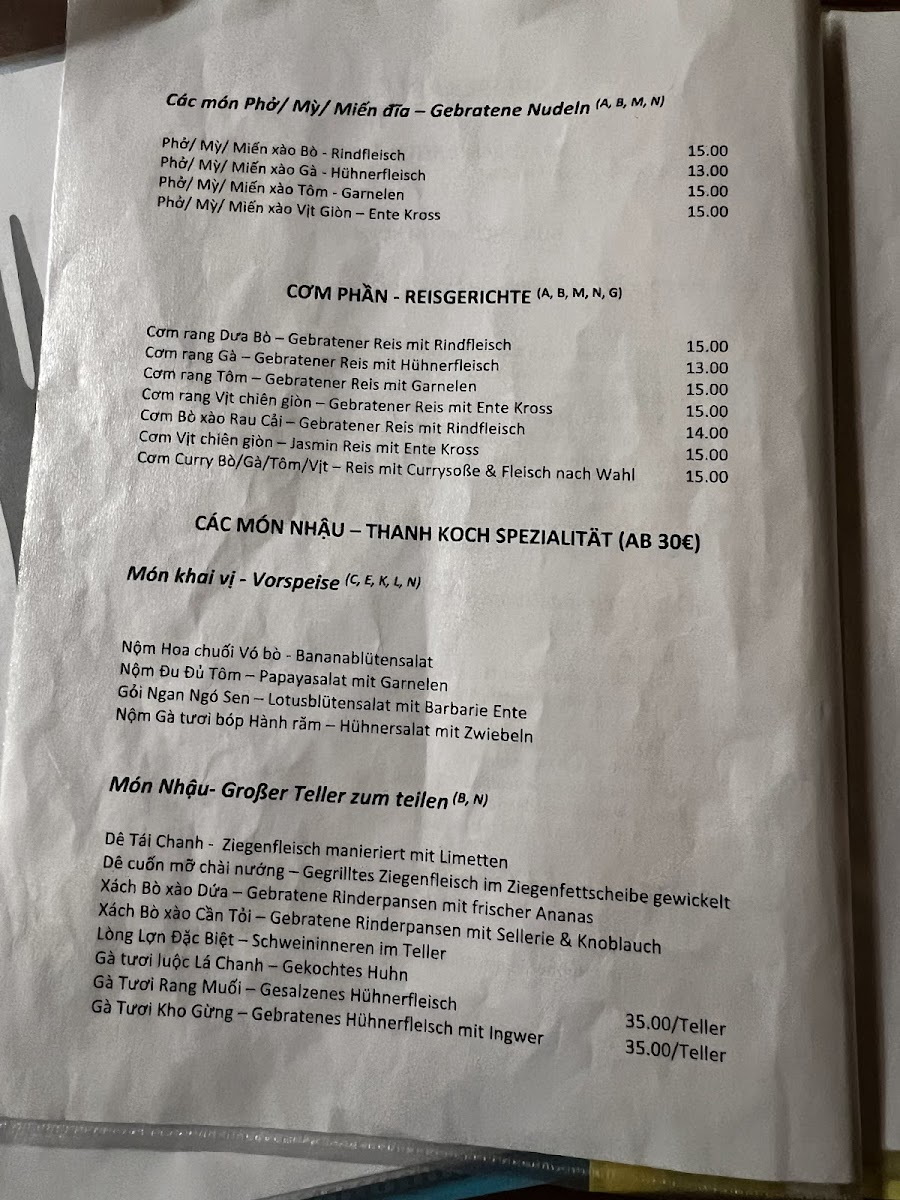 Các món Phở/ Mỳ/ Miến đĩa – Gebratene Nudeln (A, B, M, N)
Phở/ Mỳ/ Miến xào Bò - Rindfleisch 15.00
Phở/ Mỳ/ Miến xào Gà - Hühnerfleisch 13.00
Phở/ Mỳ/ Miến xào Tôm - Garnelen 15.00
Phở/ Mỳ/ Miến xào Vịt Giòn – Ente Kross 15.00
CƠM PHẦN - REISGERICHTE (A, B, M, N, G)
Cơm rang Dưa Bò – Gebratener Reis mit Rindfleisch 15.00
Cơm rang Gà – Gebratener Reis mit Hühnerfleisch 13.00
Cơm rang Tôm – Gebratener Reis mit Garnelen 15.00
Cơm rang Vịt chiên giòn – Gebratener Reis mit Ente Kross 15.00
Cơm Bò xào Rau Cải – Gebratener Reis mit Rindfleisch 14.00
Cơm Vịt chiên giòn – Jasmin Reis mit Ente Kross 15.00
Cơm Curry Bò/Gà/Tôm/Vịt – Reis mit Currysoße & Fleisch nach Wahl 15.00
CÁC MÓN NHẬU – THANH KOCH SPEZIALITÄT (AB 30€)
Món khai vị - Vorspeise (C, E, K, L, N)
Nộm Hoa chuối Vó bò - Bananablütensalat
Nộm Đu Đủ Tôm – Papayasalat mit Garnelen
Gỏi Ngan Ngó Sen – Lotusblütensalat mit Barbarie Ente
Nộm Gà tươi bóp Hành răm – Hühnersalat mit Zwiebeln
Món Nhậu- Großer Teller zum teilen (B, N)
Dê Tái Chanh - Ziegenfleisch manieriert mit Limetten
Dê cuốn mỡ chài nướng – Gegrilltes Ziegenfleisch im Ziegenfettscheibe gewickelt
Xách Bò xào Dứa – Gebratene Rinderpansen mit frischer Ananas
Xách Bò xào Cần Tỏi – Gebratene Rinderpansen mit Sellerie & Knoblauch
Lòng Lợn Đặc Biệt – Schweininneren im Teller
Gà tươi luộc Lá Chanh – Gekochtes Huhn
Gà Tươi Rang Muối – Gesalzenes Hühnerfleisch 35.00/Teller
Gà Tươi Kho Gừng – Gebratenes Hühnerfleisch mit Ingwer 35.00/Teller